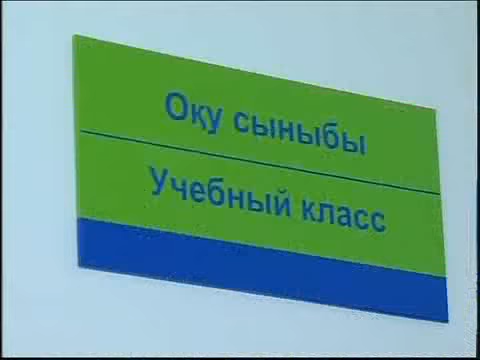 Оқу сыныбы
Учебный класс